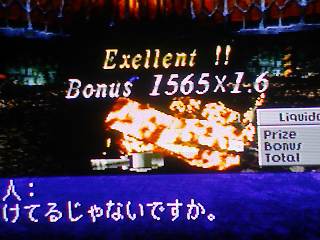 Exellent !!
Bonus 1565×1.6
Liquid
Prize
Bonus
Total
人：
けてるじゃないですか。